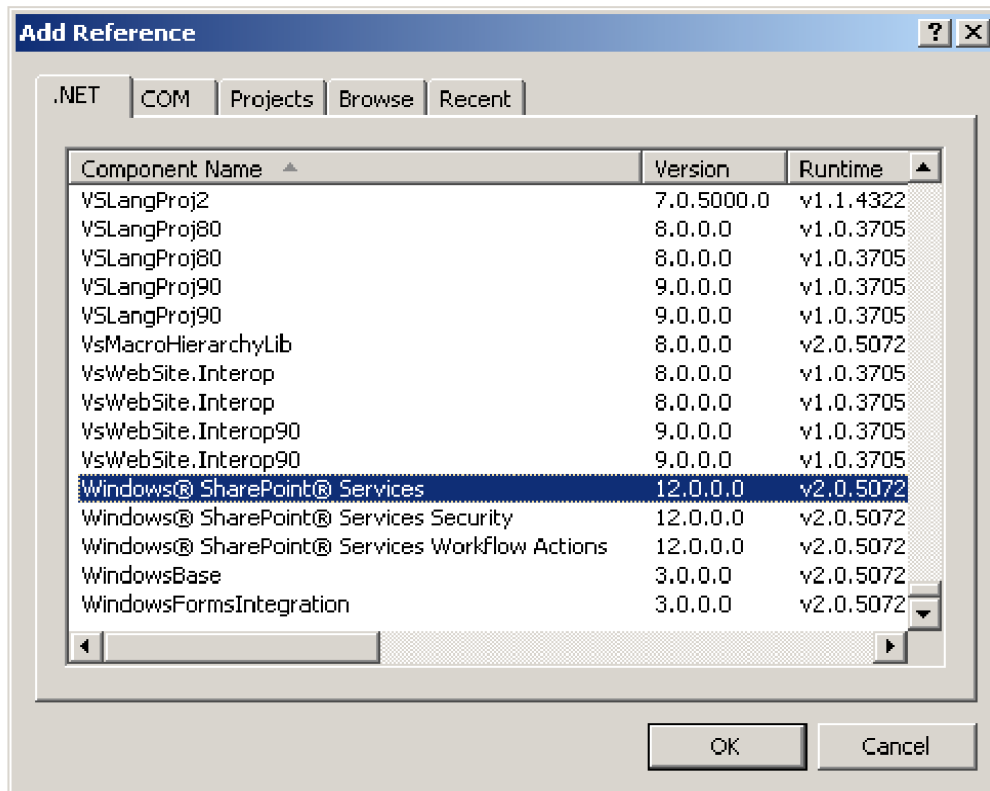 Add Reference
.NET COM Projects Browse Recent
Component Name Version Runtime
VSLangProj2 7.0.5000.0 v1.1.4322
VSLangProj80 8.0.0.0 v1.0.3705
VSLangProj80 8.0.0.0 v1.0.3705
VSLangProj90 9.0.0.0 v1.0.3705
VSLangProj90 9.0.0.0 v1.0.3705
VsMacroHierarchyLib 8.0.0.0 v2.0.5072
VsWebSite.Interop 8.0.0.0 v1.0.3705
VsWebSite.Interop 8.0.0.0 v1.0.3705
VsWebSite.Interop90 9.0.0.0 v1.0.3705
VsWebSite.Interop90 9.0.0.0 v1.0.3705
Windows® SharePoint® Services 12.0.0.0 v2.0.5072
Windows® SharePoint® Services Security 12.0.0.0 v2.0.5072
Windows® SharePoint® Services Workflow Actions 12.0.0.0 v2.0.5072
WindowsBase 3.0.0.0 v2.0.5072
WindowsFormsIntegration 3.0.0.0 v2.0.5072
OK Cancel